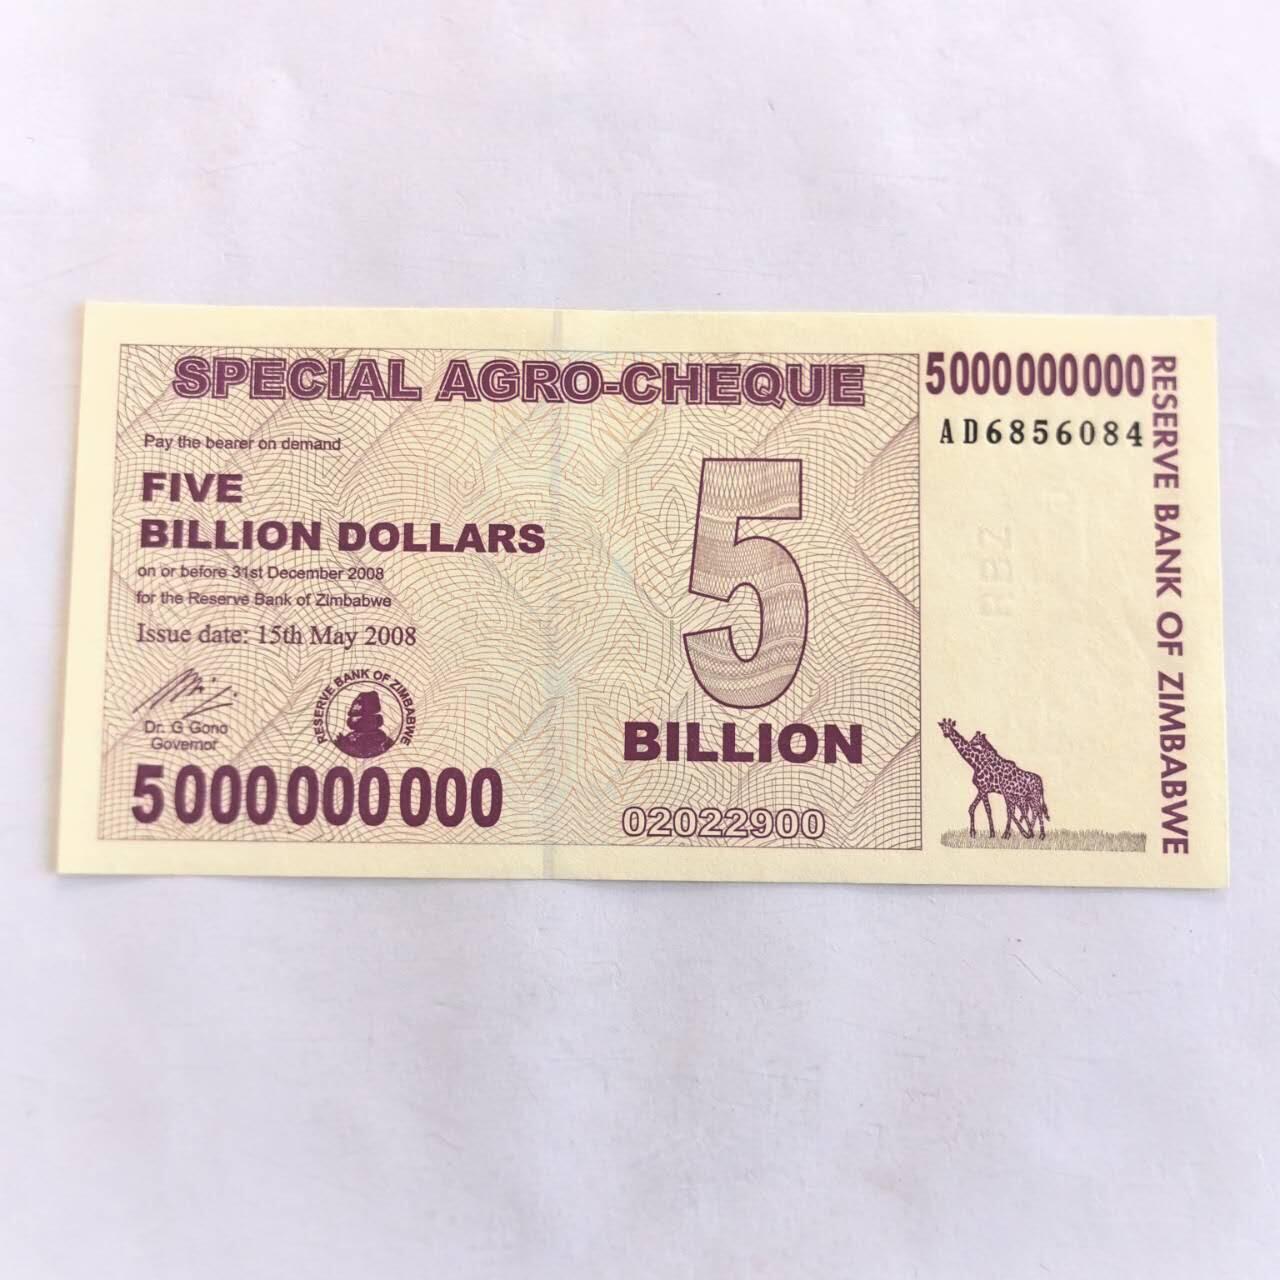 SPECIAL AGRO-CHEQUE
5000000000
AD6856084
Pay the bearer on demand
FIVE
BILLION DOLLARS
on or before 31st December 2008
for the Reserve Bank of Zimbabwe
Issue date: 15th May 2008
Dr. G Gono
Governor
RESERVE BANK OF ZIMBABWE
5000000000
5
BILLION
02022900
RBZ
RESERVE BANK OF ZIMBABWE